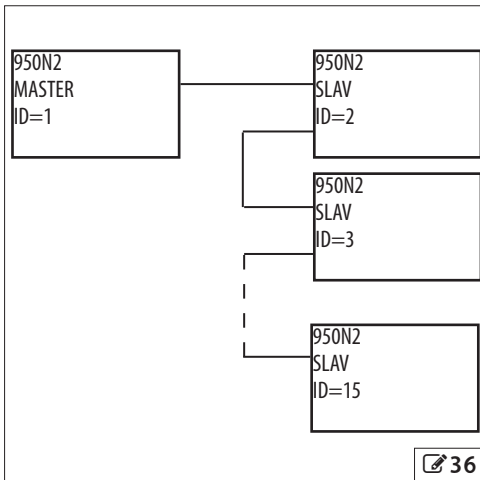 950N2
MASTER
ID=1
950N2
SLAV
ID=2
950N2
SLAV
ID=3
950N2
SLAV
ID=15
36